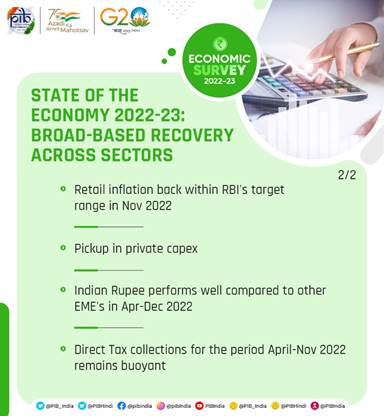 pib
Azadi Ka
Amrit Mahotsav
G20
ECONOMIC
SURVEY
2022-23
STATE OF THE
ECONOMY 2022-23:
BROAD-BASED RECOVERY
ACROSS SECTORS
2/2
Retail inflation back within RBI's target
range in Nov 2022
Pickup in private capex
Indian Rupee performs well compared to other
EME's in Apr-Dec 2022
Direct Tax collections for the period April-Nov 2022
remains buoyant
@PIB_India @PIBHindi @pibindia @pibindia PIBIndia @PIB_India @PIBHindi @PIB_India